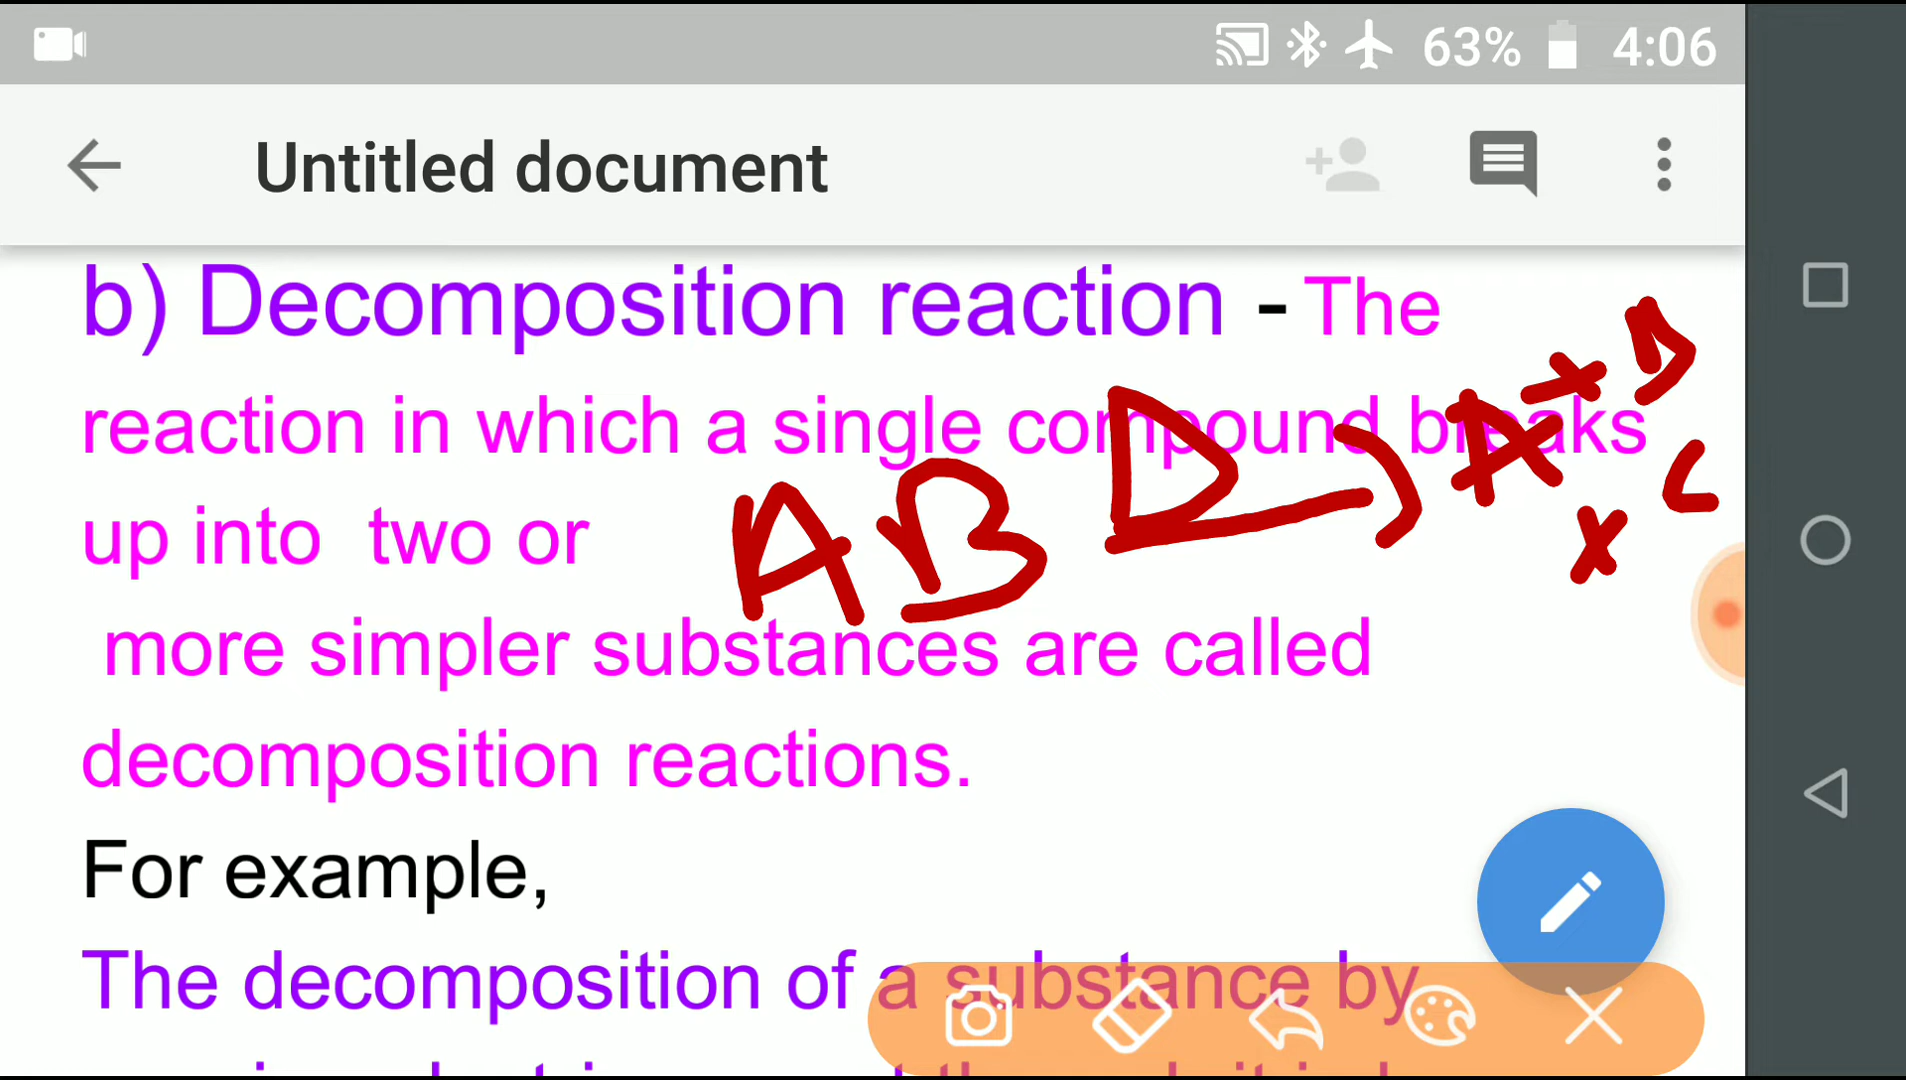 63% 4:06
Untitled document
b) Decomposition reaction - The
reaction in which a single compound breaks
up into two or
more simpler substances are called
decomposition reactions.
For example,
The decomposition of a substance by
A B D